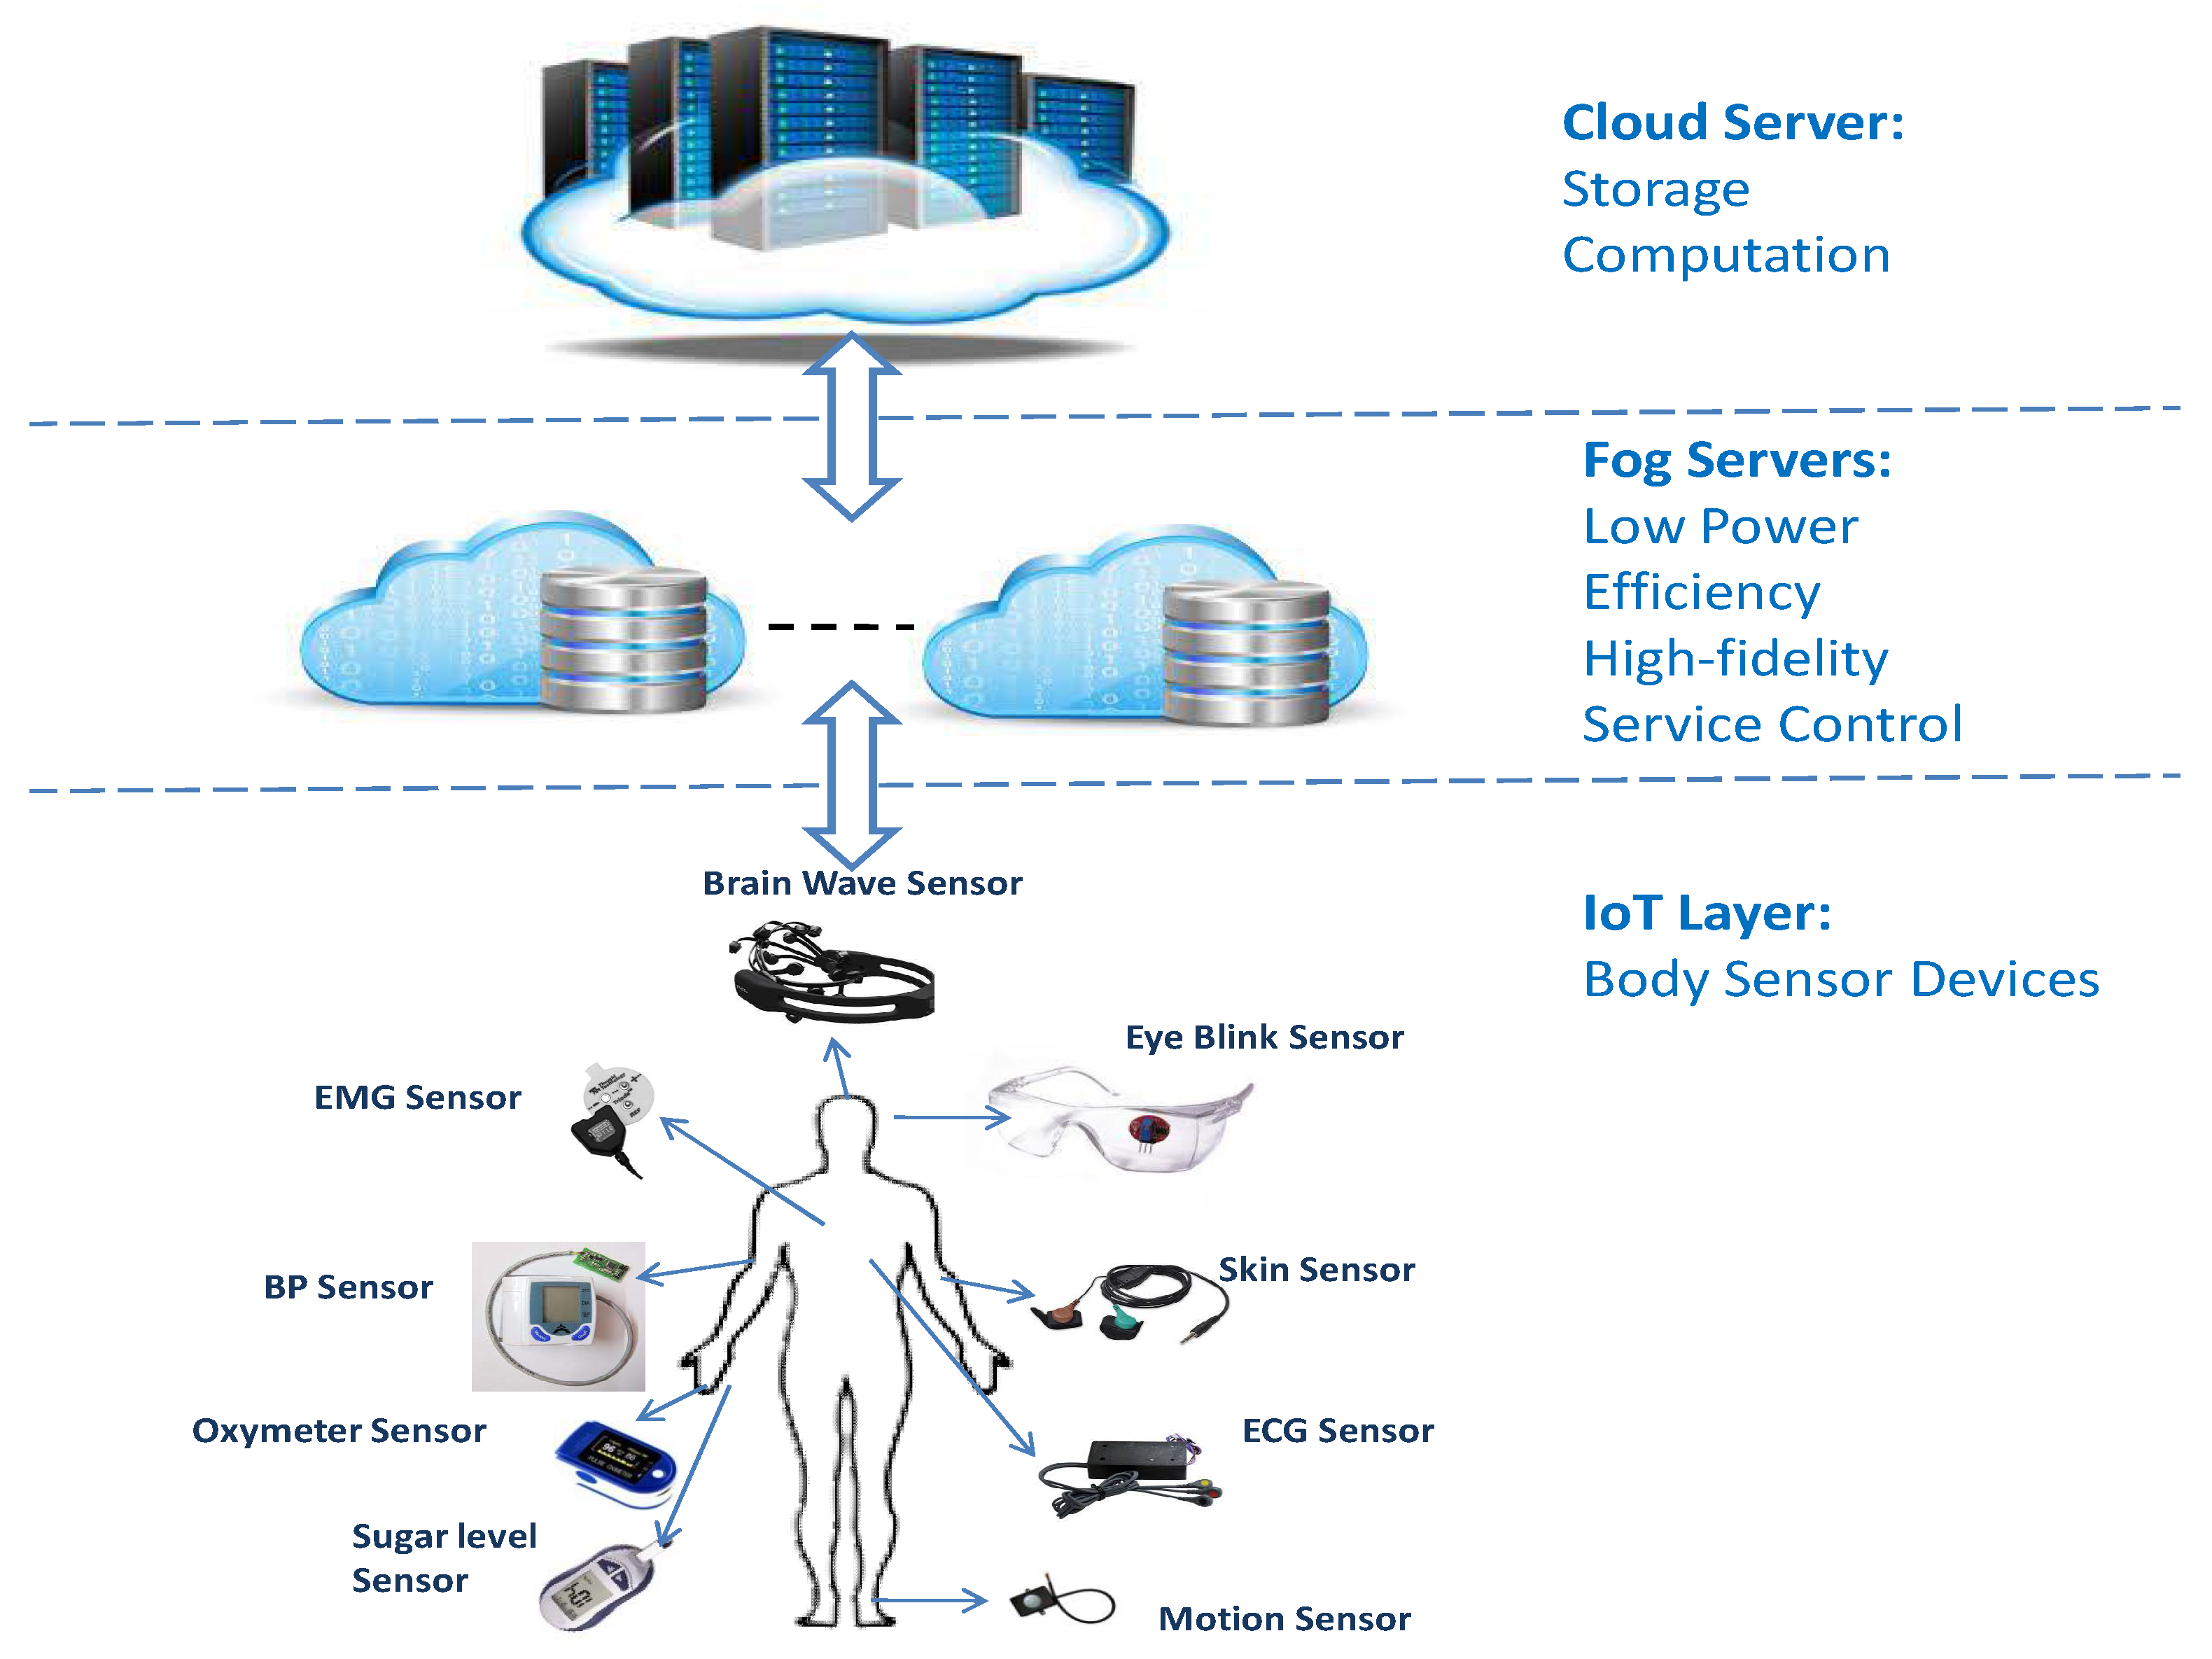 Cloud Server:
Storage
Computation
Fog Servers:
Low Power
Efficiency
High-fidelity
Service Control
IoT Layer:
Body Sensor Devices
Brain Wave Sensor
Eye Blink Sensor
EMG Sensor
BP Sensor
Skin Sensor
Oxymeter Sensor
ECG Sensor
Sugar level
Sensor
Motion Sensor